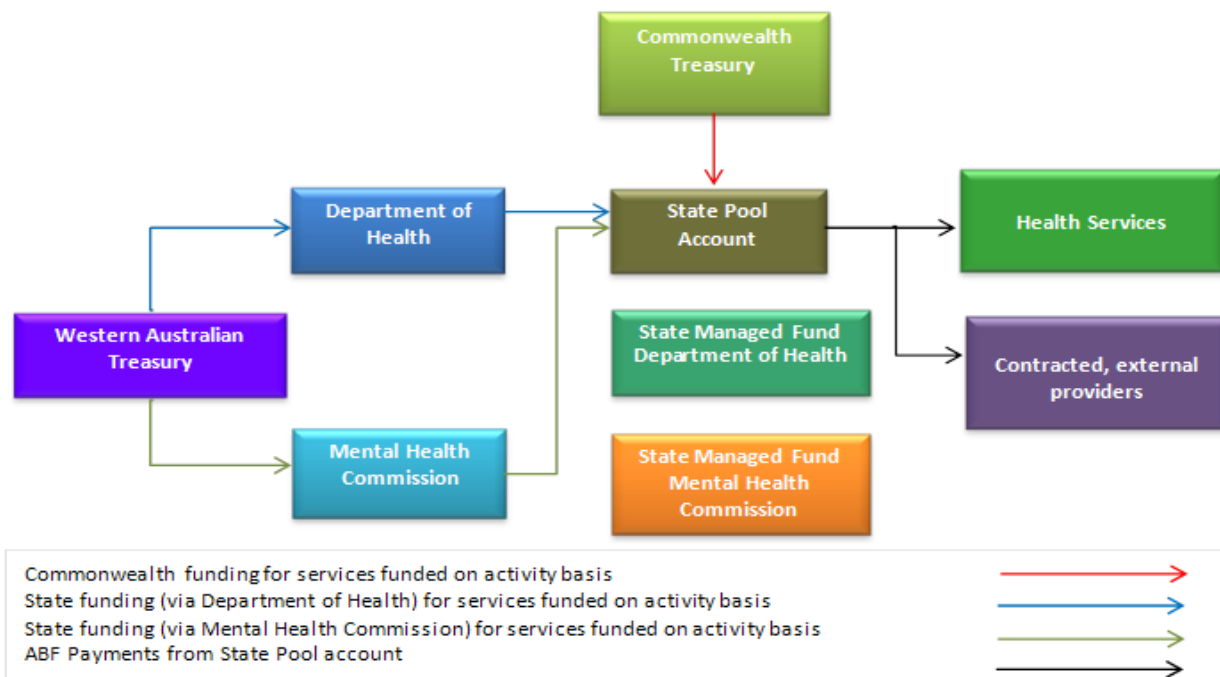 Commonwealth
Treasury
Department of
Health
State Pool
Account
Health Services
Western Australian
Treasury
State Managed Fund
Department of Health
Contracted, external
providers
Mental Health
Commission
State Managed Fund
Mental Health
Commission
Commonwealth funding for services funded on activity basis
State funding (via Department of Health) for services funded on activity basis
State funding (via Mental Health Commission) for services funded on activity basis
ABF Payments from State Pool account